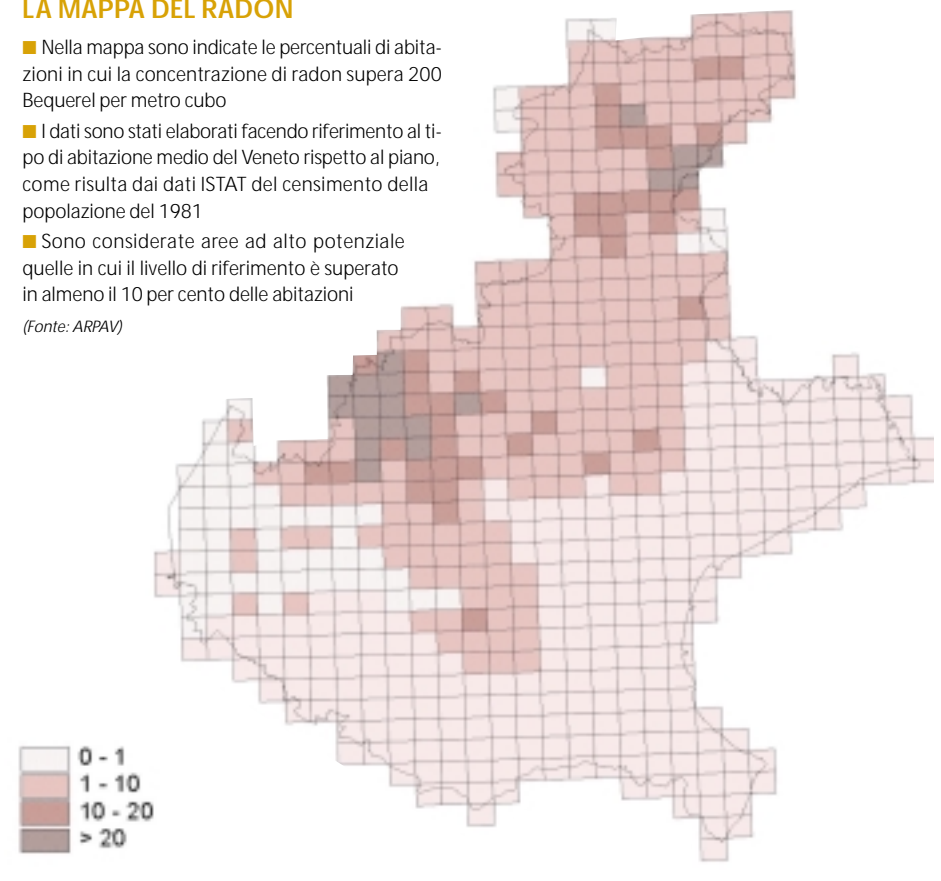 LA MAPPA DEL RADON
■ Nella mappa sono indicate le percentuali di abita-
zioni in cui la concentrazione di radon supera 200
Bequerel per metro cubo
■ I dati sono stati elaborati facendo riferimento al ti-
po di abitazione medio del Veneto rispetto al piano,
come risulta dai dati ISTAT del censimento della
popolazione del 1981
■ Sono considerate aree ad alto potenziale
quelle in cui il livello di riferimento è superato
in almeno il 10 per cento delle abitazioni
(Fonte: ARPAV)
0 - 1
1 - 10
10 - 20
> 20